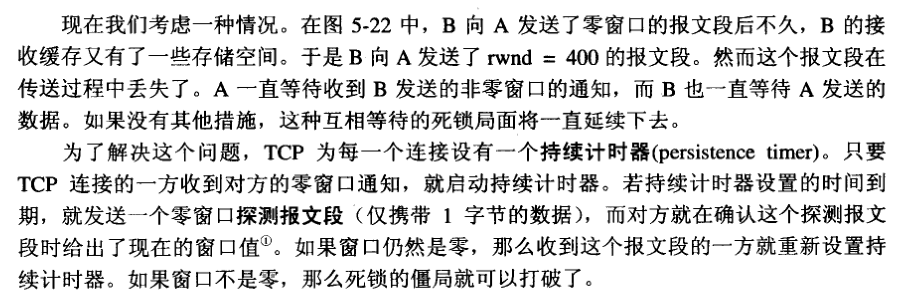 现在我们考虑一种情况。在图 5-22 中，B 向 A 发送了零窗口的报文段后不久，B 的接
收缓存又有了一些存储空间。于是 B 向 A 发送了 rwnd = 400 的报文段。然而这个报文段在
传送过程中丢失了。A 一直等待收到 B 发送的非零窗口的通知，而 B 也一直等待 A 发送的
数据。如果没有其他措施，这种互相等待的死锁局面将一直延续下去。
为了解决这个问题，TCP 为每一个连接设有一个持续计时器(persistence timer)。只要
TCP 连接的一方收到对方的零窗口通知，就启动持续计时器。若持续计时器设置的时间到
期，就发送一个零窗口探测报文段（仅携带 1 字节的数据），而对方就在确认这个探测报文
段时给出了现在的窗口值①。如果窗口仍然是零，那么收到这个报文段的一方就重新设置持
续计时器。如果窗口不是零，那么死锁的僵局就可以打破了。